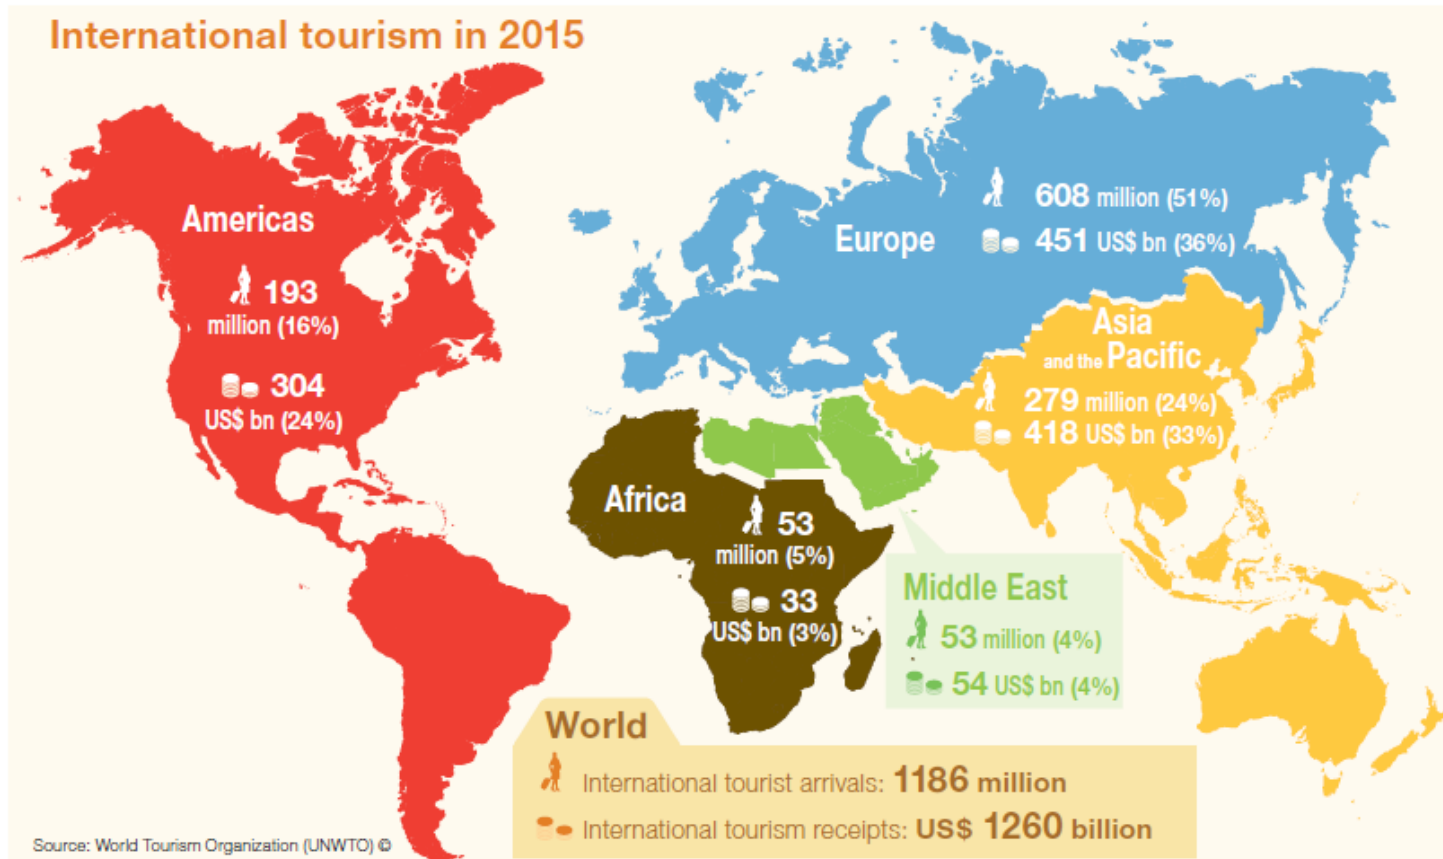 International tourism in 2015
Americas
193
million (16%)
304
US$ bn (24%)
Europe
608 million (51%)
451 US$ bn (36%)
Asia
and the Pacific
279 million (24%)
418 US$ bn (33%)
Africa
53
million (5%)
33
US$ bn (3%)
Middle East
53 million (4%)
54 US$ bn (4%)
World
International tourist arrivals: 1186 million
International tourism receipts: US$ 1260 billion
Source: World Tourism Organization (UNWTO) ©